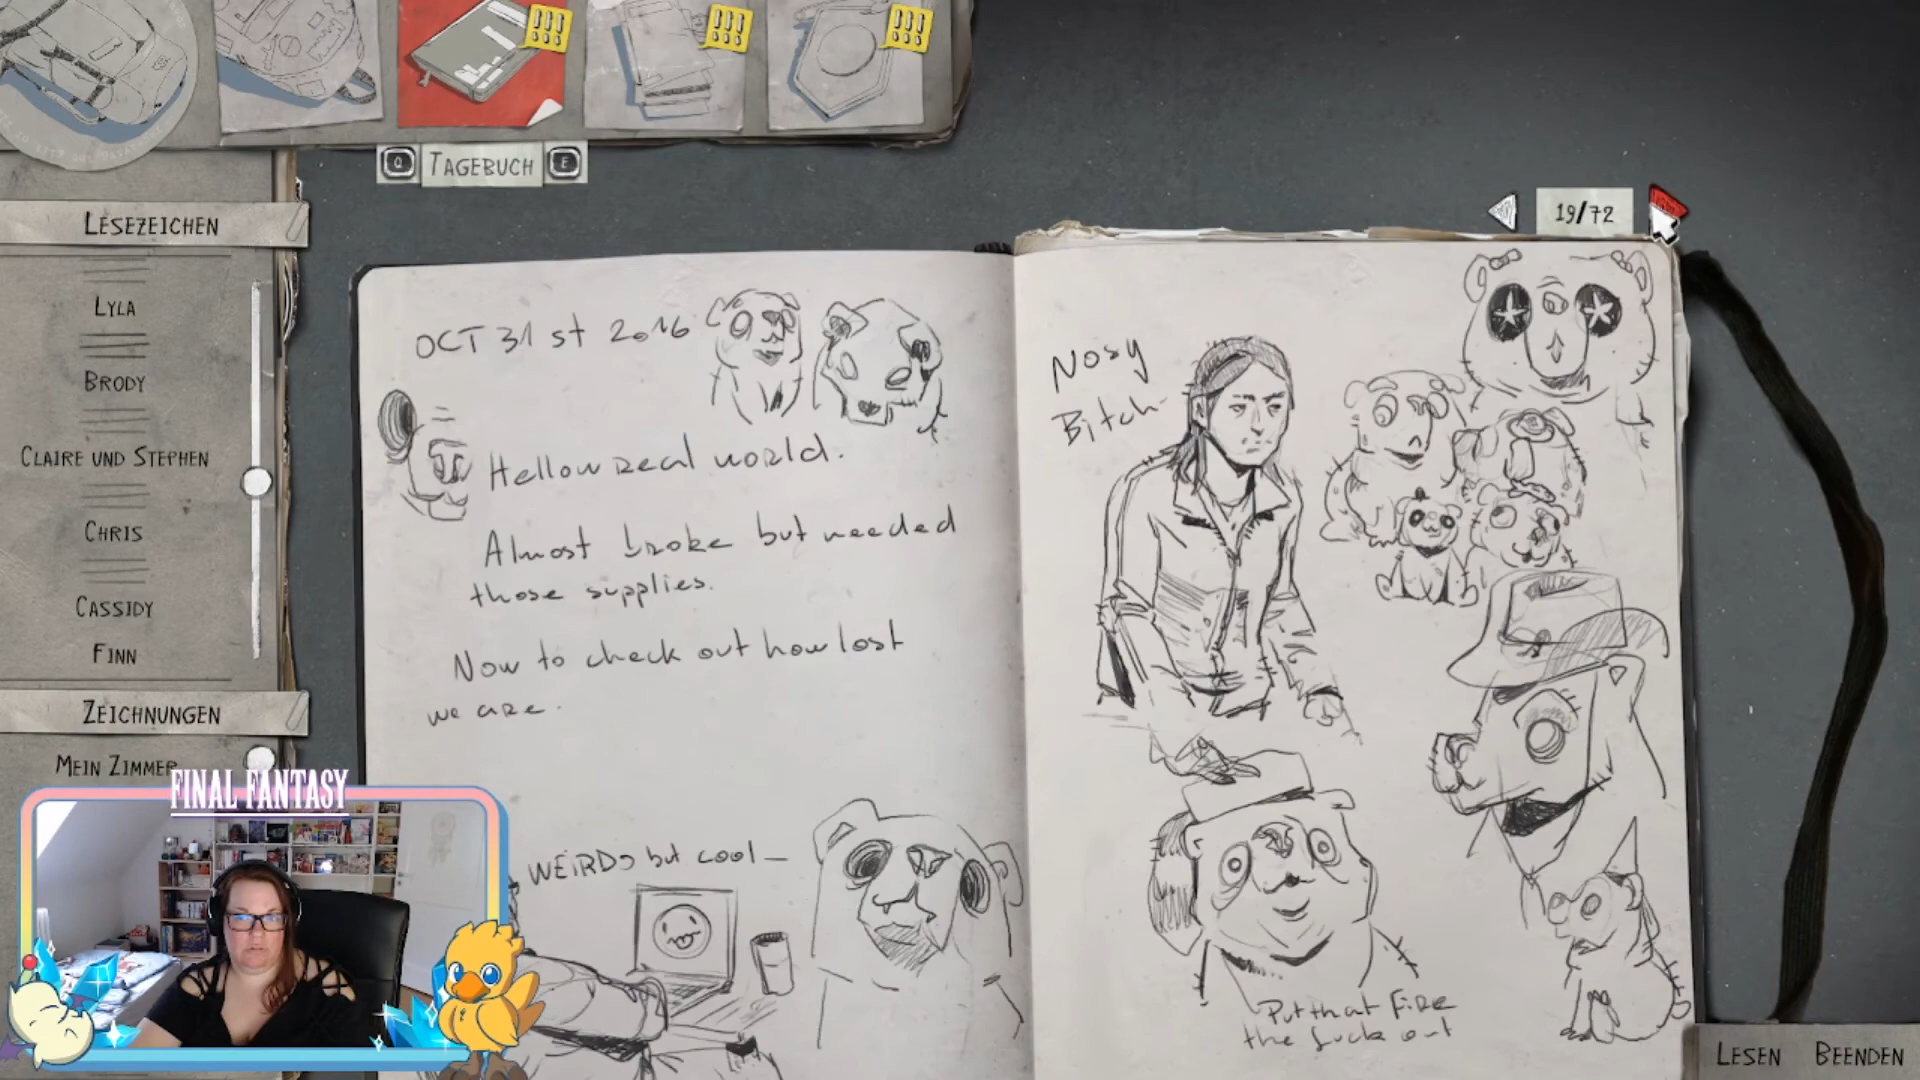 !!! !!! !!!
Q TAGEBUCH E
19/72
LESEZEICHEN
LYLA
BRODY
CLAIRE UND STEPHEN
CHRIS
CASSIDY
FINN
ZEICHNUNGEN
MEIN ZIMMER
FINAL FANTASY
OCT 31 st 2016
Hellow real world.
Almost broke but needed
those supplies.
Now to check out how lost
we are.
WEIRDo but cool —
Nosy
Bitch
Put that fire
the fuck out
LESEN BEENDEN